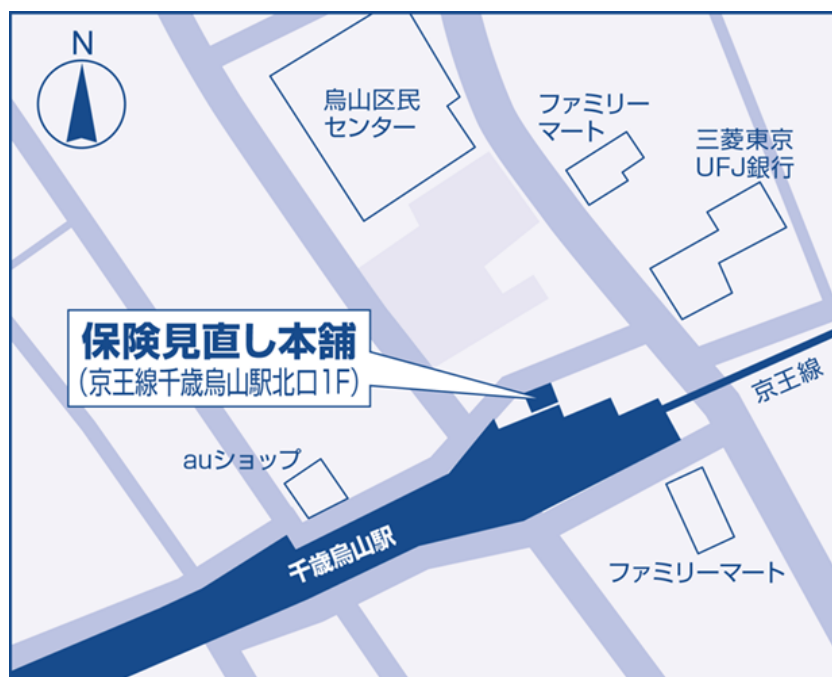 N
烏山区民
センター
ファミリー
マート
三菱東京
UFJ銀行
保険見直し本舗
(京王線千歳烏山駅北口1F)
京王線
auショップ
千歳烏山駅
ファミリーマート